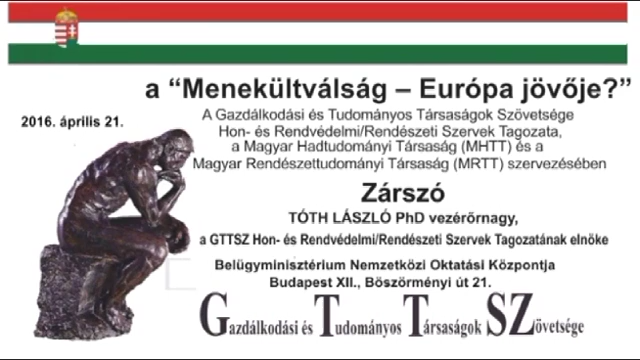 a “Menekültválság – Európa jövője?”
2016. április 21.
A Gazdálkodási és Tudományos Társaságok Szövetsége
Hon- és Rendvédelmi/Rendészeti Szervek Tagozata,
a Magyar Hadtudományi Társaság (MHTT) és a
Magyar Rendészettudományi Társaság (MRTT) szervezésében
Zárszó
TÓTH LÁSZLÓ PhD vezérőrnagy,
a GTTSZ Hon- és Rendvédelmi/Rendészeti Szervek Tagozatának elnöke
Belügyminisztérium Nemzetközi Oktatási Központja
Budapest XII., Böszörményi út 21.
Gazdálkodási és Tudományos Társaságok SZövetsége